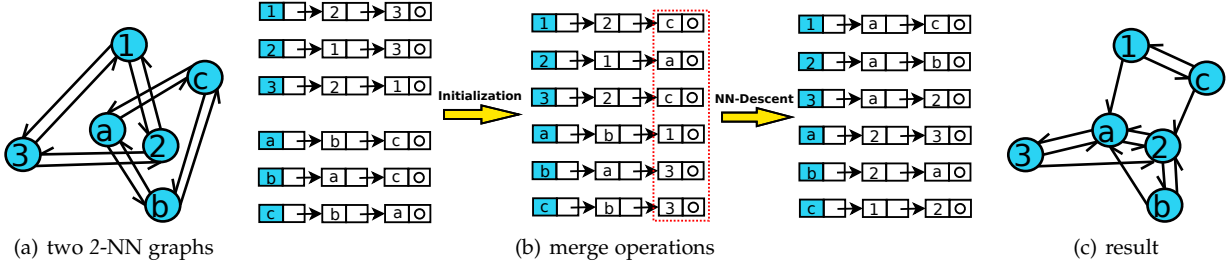 1
c
a
2
3
b
1 2 3
2 1 3
3 2 1
a b c
b a c
c b a
Initialization
1 2 c
2 1 a
3 2 c
a b 1
b a 3
c b 3
NN-Descent
1 a c
2 a b
3 a 2
a 2 3
b 2 a
c 1 2
1
c
a
2
3
b
(a) two 2-NN graphs
(b) merge operations
(c) result